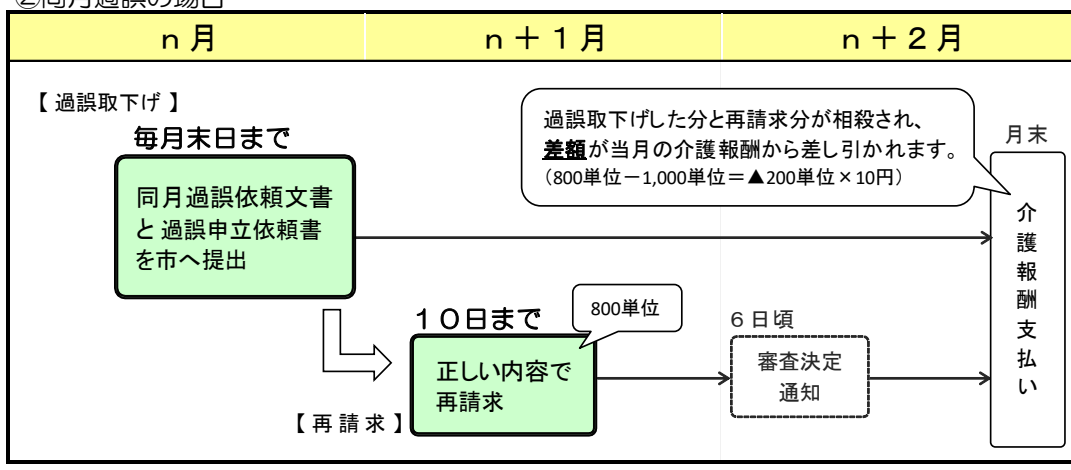 ②同月過誤の場合
n月 n+1月 n+2月
【過誤取下げ】
毎月末日まで
同月過誤依頼文書
と過誤申立依頼書
を市へ提出
過誤取下げした分と再請求分が相殺され、
差額が当月の介護報酬から差し引かれます。
(800単位-1,000単位=▲200単位×10円)
月末
介護報酬支払い
10日まで
800単位
正しい内容で
再請求
【再請求】
6日頃
審査決定
通知